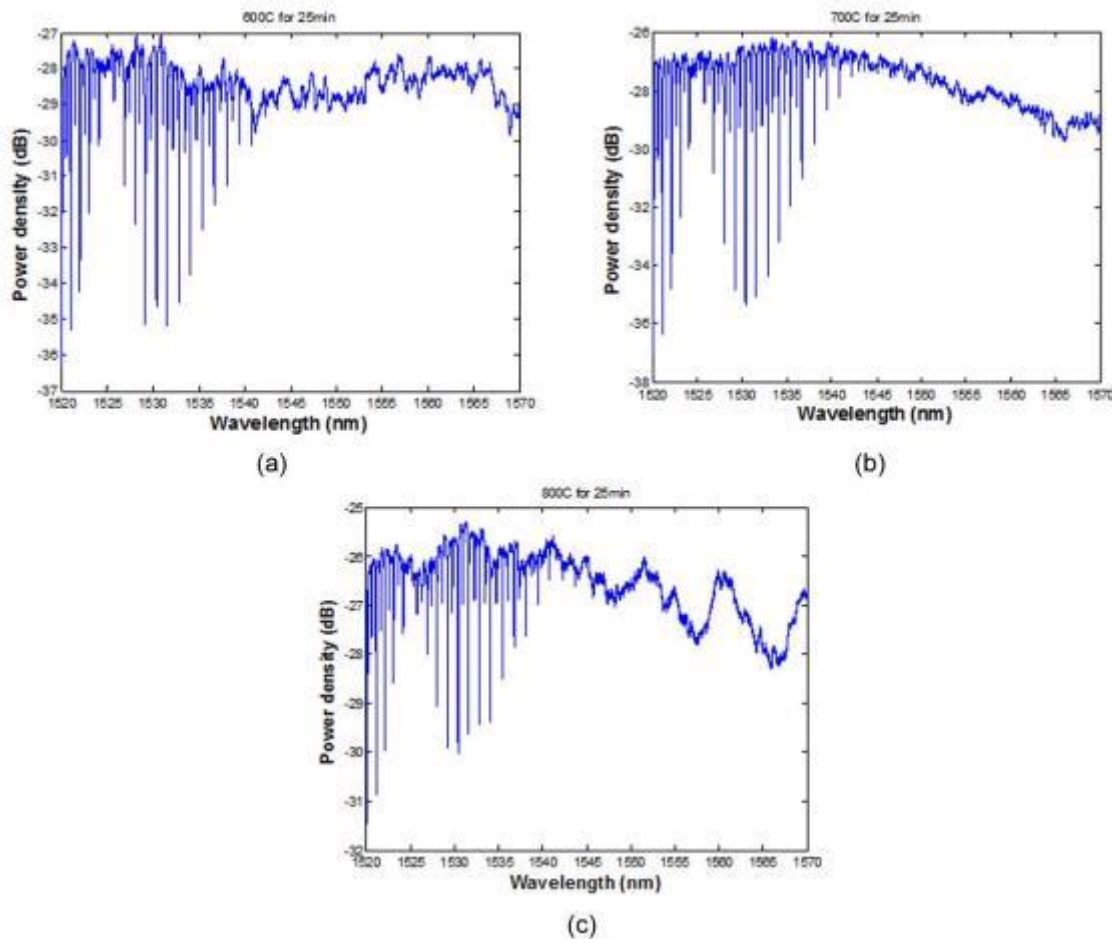 600C for 25min
-27
-28
-29
-30
-31
-32
-33
-34
-35
-36
-37
Power density (dB)
1520 1525 1530 1535 1540 1545 1550 1555 1560 1565 1570
Wavelength (nm)
(a)
700C for 25min
-26
-28
-30
-32
-34
-36
-38
Power density (dB)
1520 1525 1530 1535 1540 1545 1550 1555 1560 1565 1570
Wavelength (nm)
(b)
800C for 25min
-25
-26
-27
-28
-29
-30
-31
-32
Power density (dB)
1520 1525 1530 1535 1540 1545 1550 1555 1560 1565 1570
Wavelength (nm)
(c)